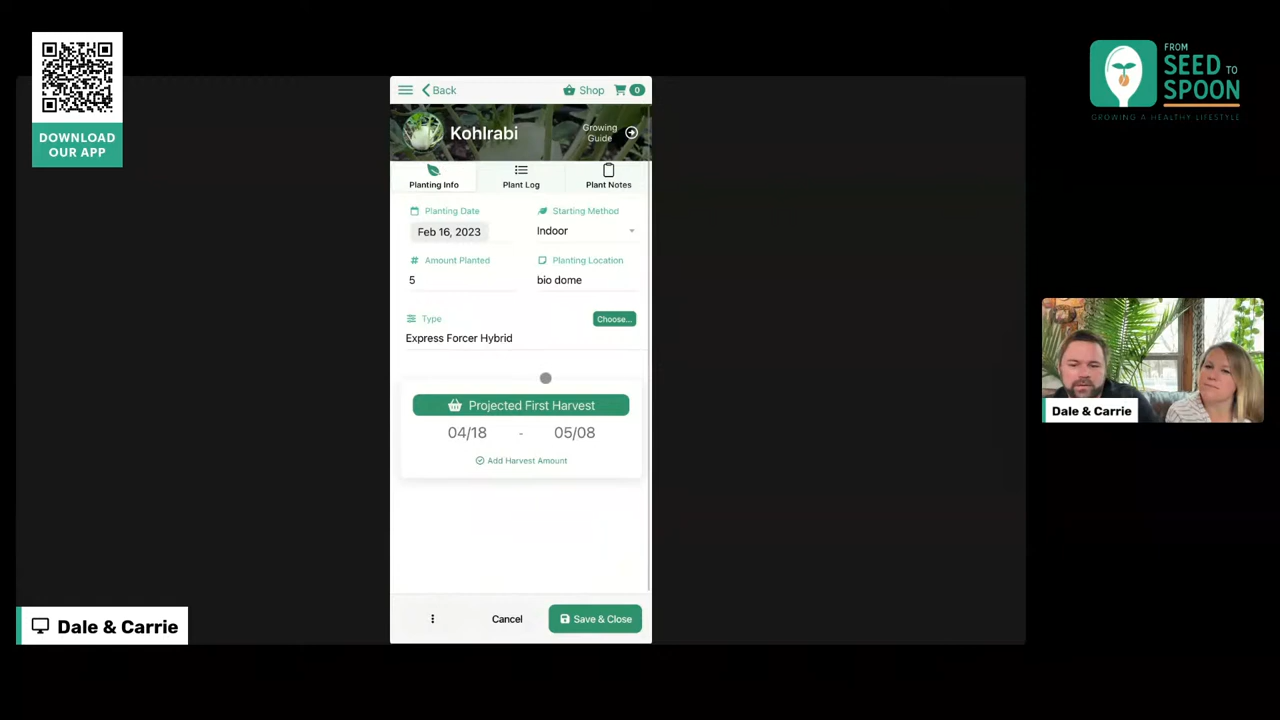 DOWNLOAD
OUR APP
Back
Shop
0
Kohlrabi
Growing
Guide
Planting Info
Plant Log
Plant Notes
Planting Date
Starting Method
Feb 16, 2023
Indoor
# Amount Planted
Planting Location
5
bio dome
Type
Choose...
Express Forcer Hybrid
Projected First Harvest
04/18 - 05/08
Add Harvest Amount
Cancel
Save & Close
Dale & Carrie
FROM
SEED TO
SPOON
GROWING A HEALTHY LIFESTYLE
Dale & Carrie